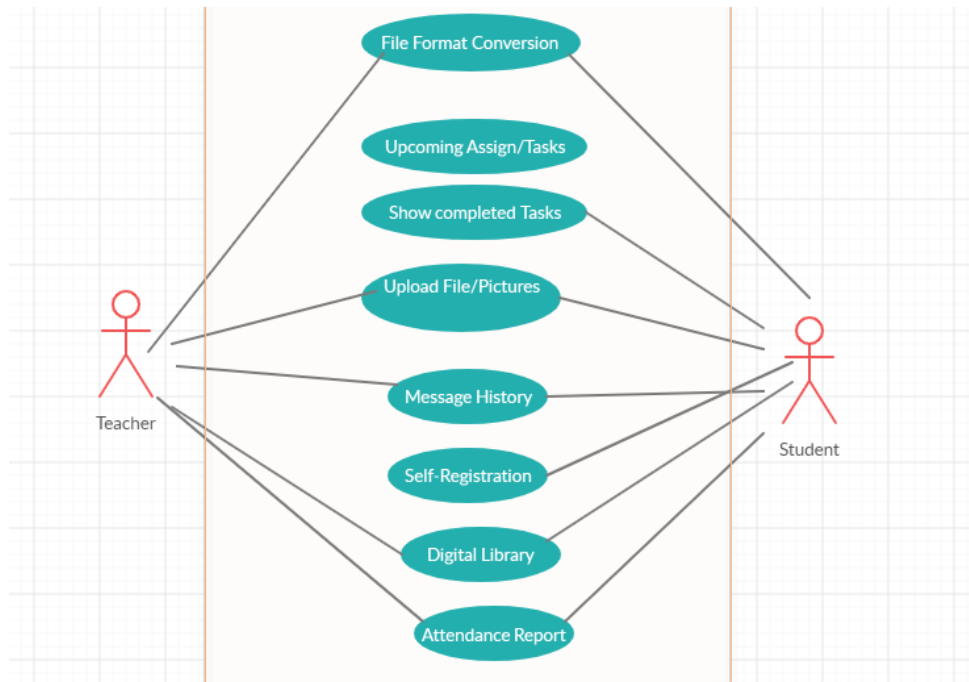 File Format Conversion
Upcoming Assign/Tasks
Show completed Tasks
Upload File/Pictures
Message History
Teacher
Student
Self-Registration
Digital Library
Attendance Report